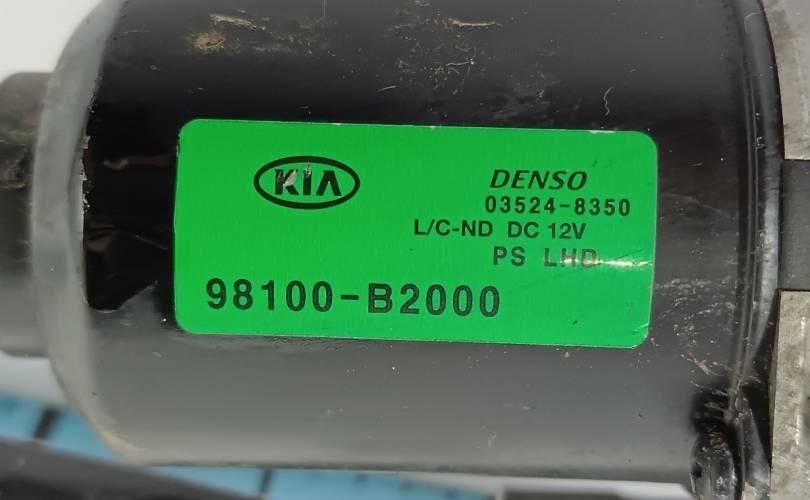 KIA
DENSO
03524-8350
L/C-ND DC 12V
PS LHD
98100-B2000